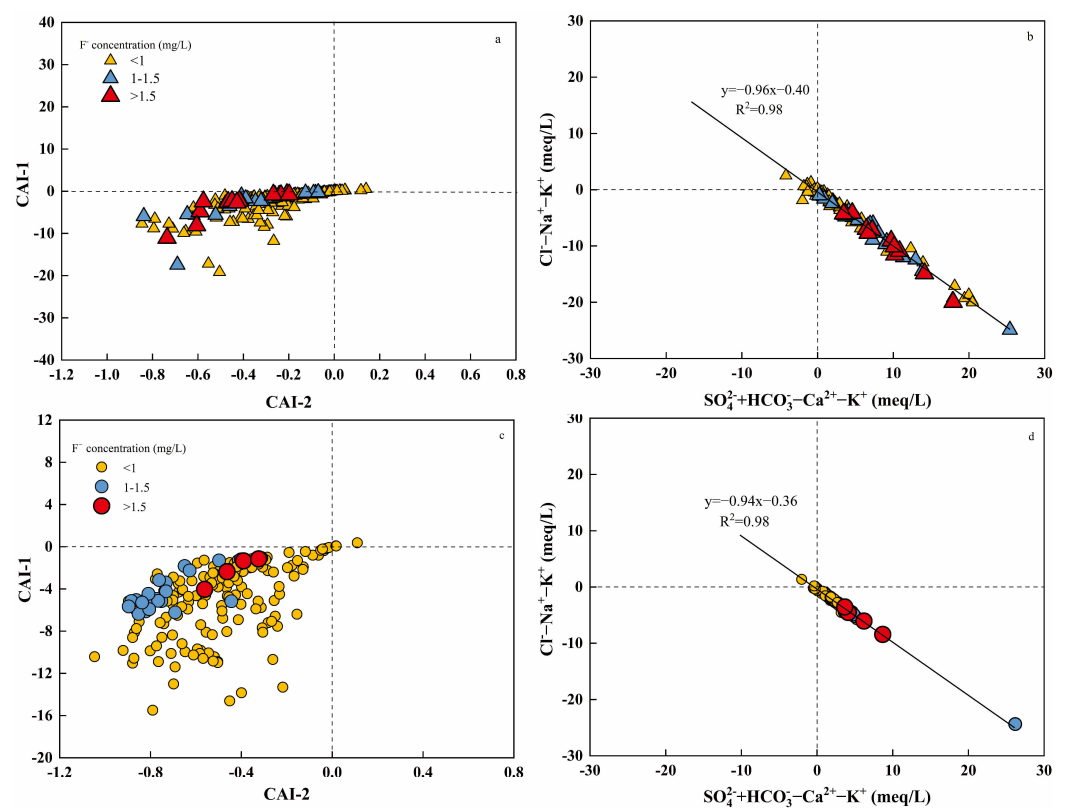 a
F⁻ concentration (mg/L)
<1
1-1.5
>1.5
40
30
20
10
0
-10
-20
-30
-40
CAI-1
-1.2 -1.0 -0.8 -0.6 -0.4 -0.2 0.0 0.2 0.4 0.6 0.8
CAI-2
b
y=−0.96x−0.40
R²=0.98
30
20
10
0
-10
-20
-30
Cl⁻−Na⁺−K⁺ (meq/L)
-30 -20 -10 0 10 20 30
SO₄²⁻+HCO₃⁻−Ca²⁺−K⁺ (meq/L)
c
F⁻ concentration (mg/L)
<1
1-1.5
>1.5
12
8
4
0
-4
-8
-12
-16
-20
CAI-1
-1.2 -0.8 -0.4 0.0 0.4 0.8
CAI-2
d
y=−0.94x−0.36
R²=0.98
30
20
10
0
-10
-20
-30
Cl⁻−Na⁺−K⁺ (meq/L)
-30 -20 -10 0 10 20 30
SO₄²⁻+HCO₃⁻−Ca²⁺−K⁺ (meq/L)